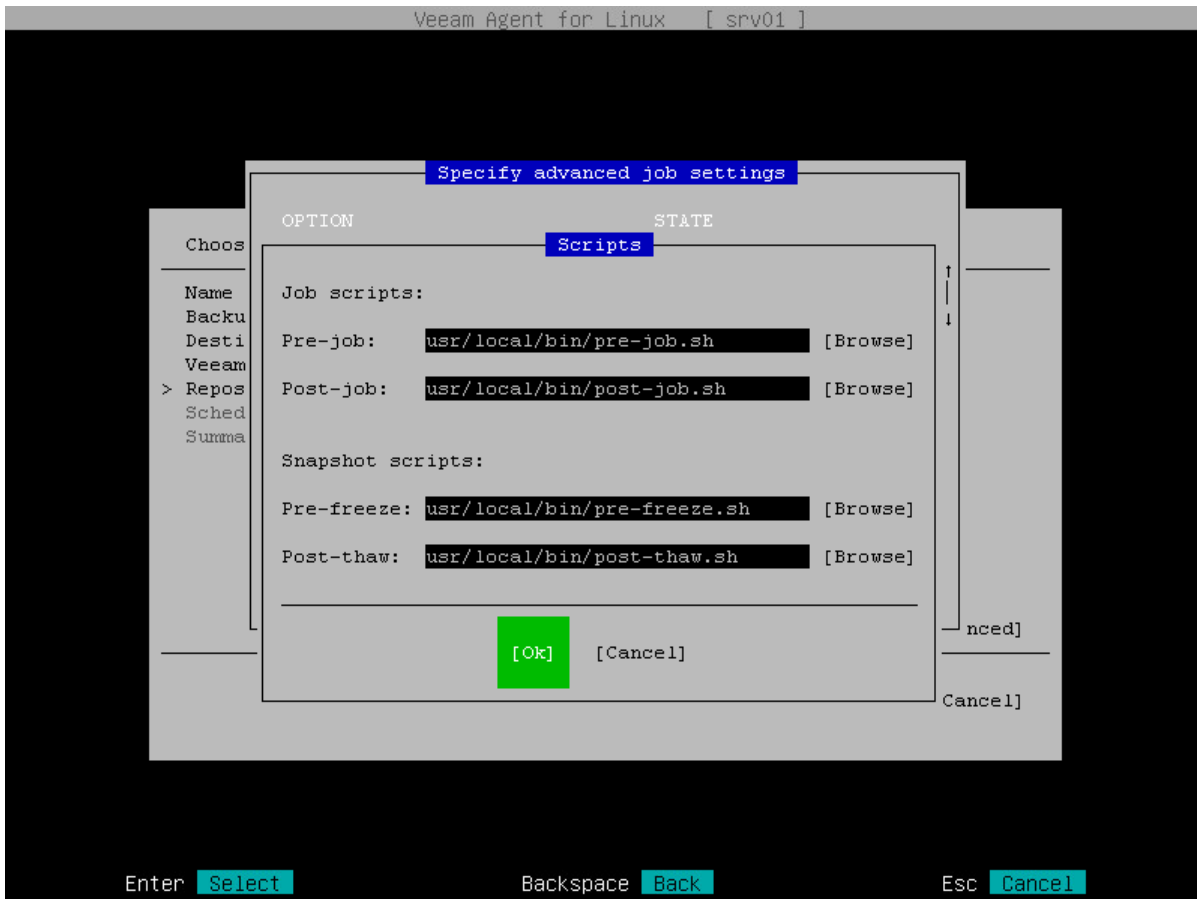 Veeam Agent for Linux [ srv01 ]
Specify advanced job settings
OPTION STATE
Choos
Scripts
Name
Job scripts:
Backu
Desti
Pre-job: usr/local/bin/pre-job.sh [Browse]
Veeam
> Repos
Post-job: usr/local/bin/post-job.sh [Browse]
Sched
Summa
Snapshot scripts:
Pre-freeze: usr/local/bin/pre-freeze.sh [Browse]
Post-thaw: usr/local/bin/post-thaw.sh [Browse]
nced]
[Ok] [Cancel]
Cancel]
Enter Select Backspace Back Esc Cancel